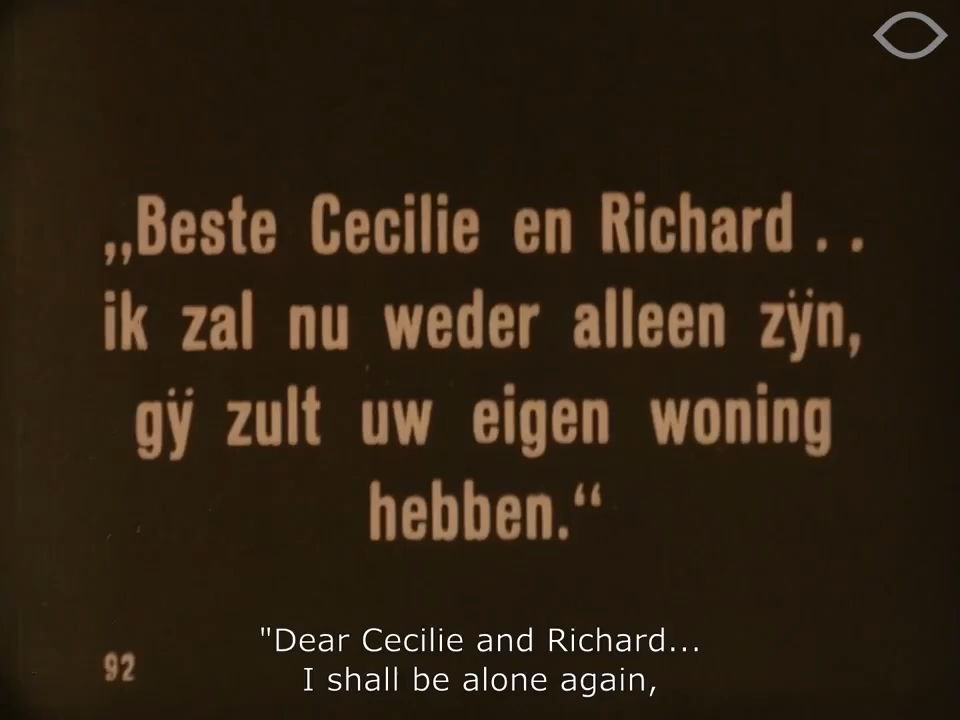 „Beste Cecilie en Richard . .
ik zal nu weder alleen zÿn,
gÿ zult uw eigen woning
hebben.“
92
"Dear Cecilie and Richard...
I shall be alone again,